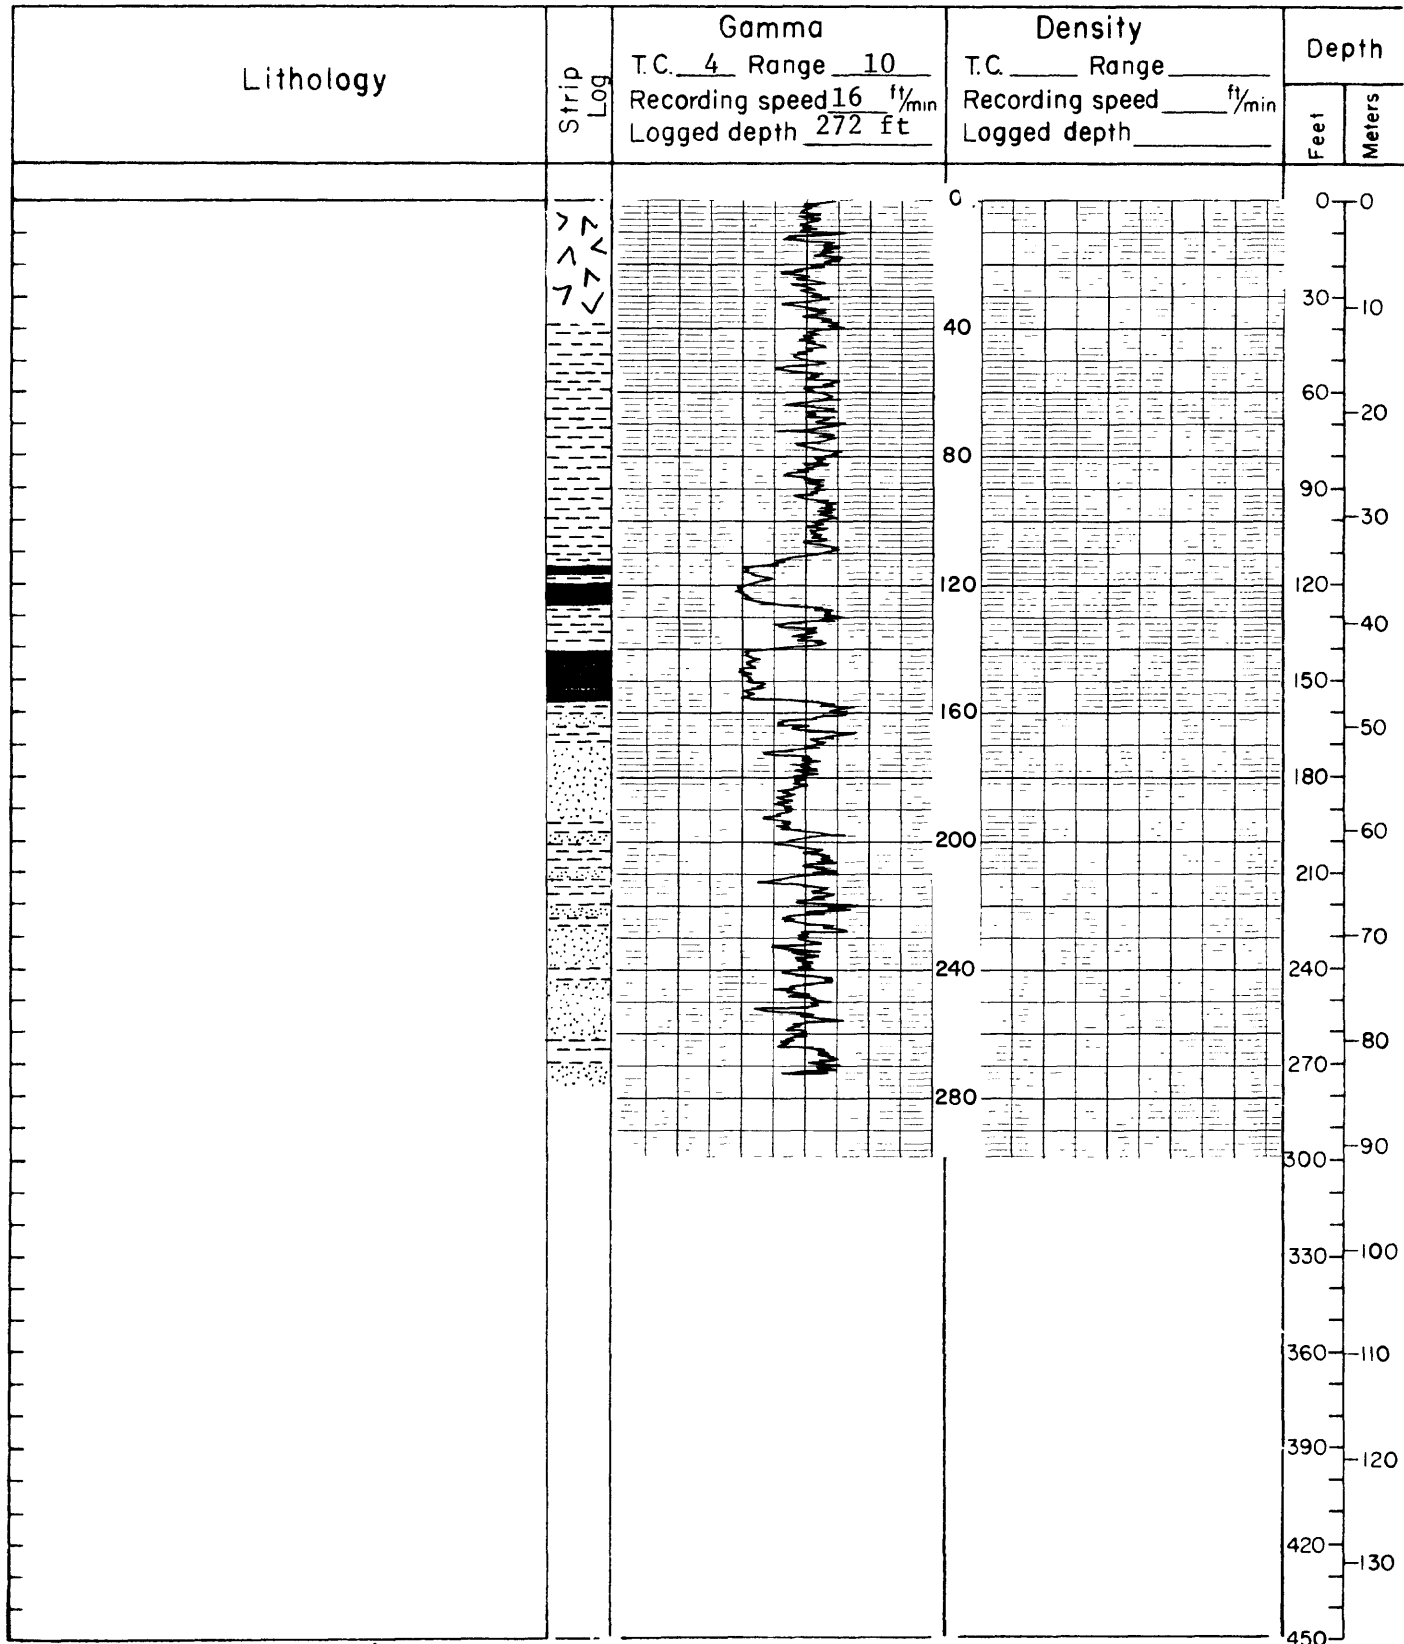 Lithology
Strip Log
Gamma
T.C. 4 Range 10
Recording speed 16 ft/min
Logged depth 272 ft
Density
T.C. Range
Recording speed ft/min
Logged depth
Depth
Feet
Meters
0
40
80
120
160
200
240
280
0
30
60
90
120
150
180
210
240
270
300
330
360
390
420
450
0
10
20
30
40
50
60
70
80
90
100
110
120
130